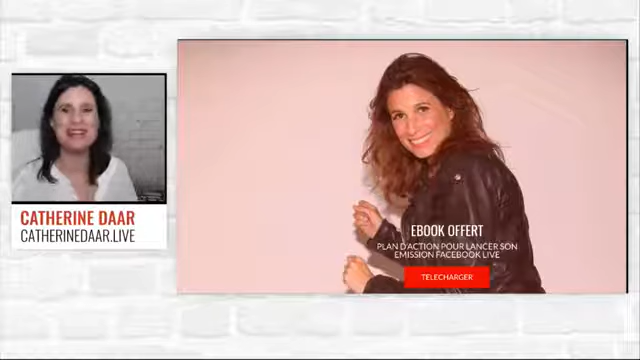 CATHERINE DAAR
CATHERINEDAAR.LIVE
EBOOK OFFERT
PLAN D'ACTION POUR LANCER SON
EMISSION FACEBOOK LIVE
TELECHARGER